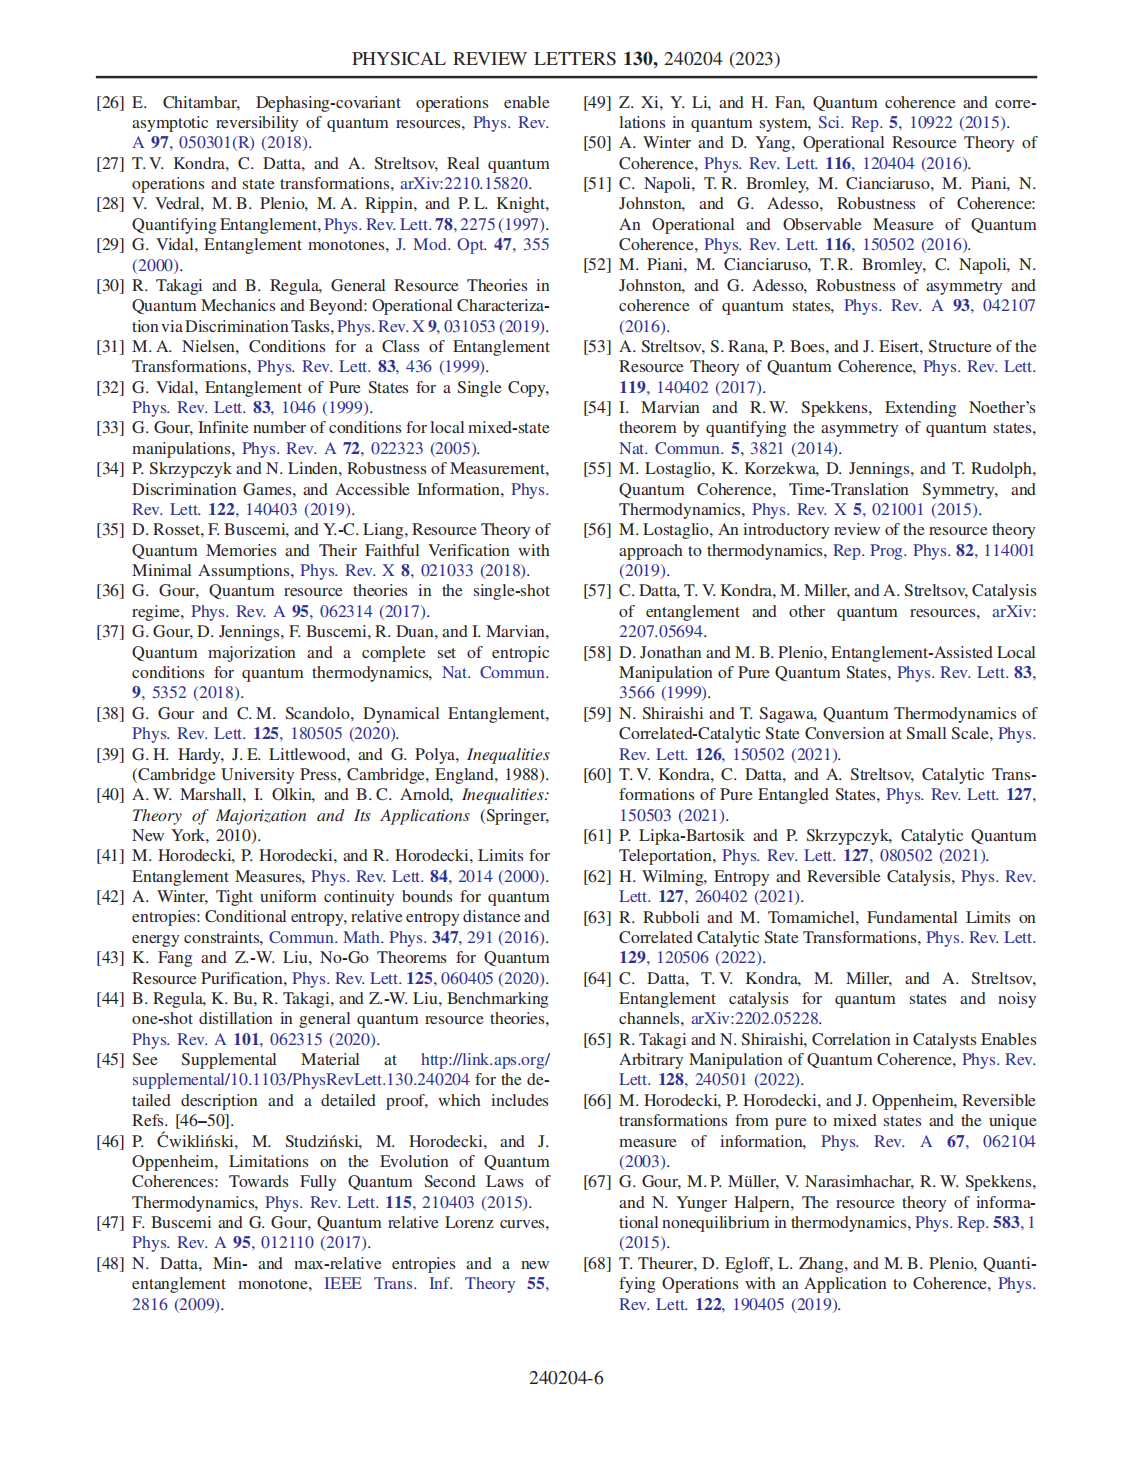 PHYSICAL REVIEW LETTERS 130, 240204 (2023)
[26] E. Chitambar, Dephasing-covariant operations enable
asymptotic reversibility of quantum resources, Phys. Rev.
A 97, 050301(R) (2018).
[27] T. V. Kondra, C. Datta, and A. Streltsov, Real quantum
operations and state transformations, arXiv:2210.15820.
[28] V. Vedral, M. B. Plenio, M. A. Rippin, and P. L. Knight,
Quantifying Entanglement, Phys. Rev. Lett. 78, 2275 (1997).
[29] G. Vidal, Entanglement monotones, J. Mod. Opt. 47, 355
(2000).
[30] R. Takagi and B. Regula, General Resource Theories in
Quantum Mechanics and Beyond: Operational Characteriza-
tion via Discrimination Tasks, Phys. Rev. X 9, 031053 (2019).
[31] M. A. Nielsen, Conditions for a Class of Entanglement
Transformations, Phys. Rev. Lett. 83, 436 (1999).
[32] G. Vidal, Entanglement of Pure States for a Single Copy,
Phys. Rev. Lett. 83, 1046 (1999).
[33] G. Gour, Infinite number of conditions for local mixed-state
manipulations, Phys. Rev. A 72, 022323 (2005).
[34] P. Skrzypczyk and N. Linden, Robustness of Measurement,
Discrimination Games, and Accessible Information, Phys.
Rev. Lett. 122, 140403 (2019).
[35] D. Rosset, F. Buscemi, and Y.-C. Liang, Resource Theory of
Quantum Memories and Their Faithful Verification with
Minimal Assumptions, Phys. Rev. X 8, 021033 (2018).
[36] G. Gour, Quantum resource theories in the single-shot
regime, Phys. Rev. A 95, 062314 (2017).
[37] G. Gour, D. Jennings, F. Buscemi, R. Duan, and I. Marvian,
Quantum majorization and a complete set of entropic
conditions for quantum thermodynamics, Nat. Commun.
9, 5352 (2018).
[38] G. Gour and C. M. Scandolo, Dynamical Entanglement,
Phys. Rev. Lett. 125, 180505 (2020).
[39] G. H. Hardy, J. E. Littlewood, and G. Polya, Inequalities
(Cambridge University Press, Cambridge, England, 1988).
[40] A. W. Marshall, I. Olkin, and B. C. Arnold, Inequalities:
Theory of Majorization and Its Applications (Springer,
New York, 2010).
[41] M. Horodecki, P. Horodecki, and R. Horodecki, Limits for
Entanglement Measures, Phys. Rev. Lett. 84, 2014 (2000).
[42] A. Winter, Tight uniform continuity bounds for quantum
entropies: Conditional entropy, relative entropy distance and
energy constraints, Commun. Math. Phys. 347, 291 (2016).
[43] K. Fang and Z.-W. Liu, No-Go Theorems for Quantum
Resource Purification, Phys. Rev. Lett. 125, 060405 (2020).
[44] B. Regula, K. Bu, R. Takagi, and Z.-W. Liu, Benchmarking
one-shot distillation in general quantum resource theories,
Phys. Rev. A 101, 062315 (2020).
[45] See Supplemental Material at http://link.aps.org/
supplemental/10.1103/PhysRevLett.130.240204 for the de-
tailed description and a detailed proof, which includes
Refs. [46–50].
[46] P. Ćwikliński, M. Studziński, M. Horodecki, and J.
Oppenheim, Limitations on the Evolution of Quantum
Coherences: Towards Fully Quantum Second Laws of
Thermodynamics, Phys. Rev. Lett. 115, 210403 (2015).
[47] F. Buscemi and G. Gour, Quantum relative Lorenz curves,
Phys. Rev. A 95, 012110 (2017).
[48] N. Datta, Min- and max-relative entropies and a new
entanglement monotone, IEEE Trans. Inf. Theory 55,
2816 (2009).
[49] Z. Xi, Y. Li, and H. Fan, Quantum coherence and corre-
lations in quantum system, Sci. Rep. 5, 10922 (2015).
[50] A. Winter and D. Yang, Operational Resource Theory of
Coherence, Phys. Rev. Lett. 116, 120404 (2016).
[51] C. Napoli, T. R. Bromley, M. Cianciaruso, M. Piani, N.
Johnston, and G. Adesso, Robustness of Coherence:
An Operational and Observable Measure of Quantum
Coherence, Phys. Rev. Lett. 116, 150502 (2016).
[52] M. Piani, M. Cianciaruso, T. R. Bromley, C. Napoli, N.
Johnston, and G. Adesso, Robustness of asymmetry and
coherence of quantum states, Phys. Rev. A 93, 042107
(2016).
[53] A. Streltsov, S. Rana, P. Boes, and J. Eisert, Structure of the
Resource Theory of Quantum Coherence, Phys. Rev. Lett.
119, 140402 (2017).
[54] I. Marvian and R. W. Spekkens, Extending Noether's
theorem by quantifying the asymmetry of quantum states,
Nat. Commun. 5, 3821 (2014).
[55] M. Lostaglio, K. Korzekwa, D. Jennings, and T. Rudolph,
Quantum Coherence, Time-Translation Symmetry, and
Thermodynamics, Phys. Rev. X 5, 021001 (2015).
[56] M. Lostaglio, An introductory review of the resource theory
approach to thermodynamics, Rep. Prog. Phys. 82, 114001
(2019).
[57] C. Datta, T. V. Kondra, M. Miller, and A. Streltsov, Catalysis
of entanglement and other quantum resources, arXiv:
2207.05694.
[58] D. Jonathan and M. B. Plenio, Entanglement-Assisted Local
Manipulation of Pure Quantum States, Phys. Rev. Lett. 83,
3566 (1999).
[59] N. Shiraishi and T. Sagawa, Quantum Thermodynamics of
Correlated-Catalytic State Conversion at Small Scale, Phys.
Rev. Lett. 126, 150502 (2021).
[60] T. V. Kondra, C. Datta, and A. Streltsov, Catalytic Trans-
formations of Pure Entangled States, Phys. Rev. Lett. 127,
150503 (2021).
[61] P. Lipka-Bartosik and P. Skrzypczyk, Catalytic Quantum
Teleportation, Phys. Rev. Lett. 127, 080502 (2021).
[62] H. Wilming, Entropy and Reversible Catalysis, Phys. Rev.
Lett. 127, 260402 (2021).
[63] R. Rubboli and M. Tomamichel, Fundamental Limits on
Correlated Catalytic State Transformations, Phys. Rev. Lett.
129, 120506 (2022).
[64] C. Datta, T. V. Kondra, M. Miller, and A. Streltsov,
Entanglement catalysis for quantum states and noisy
channels, arXiv:2202.05228.
[65] R. Takagi and N. Shiraishi, Correlation in Catalysts Enables
Arbitrary Manipulation of Quantum Coherence, Phys. Rev.
Lett. 128, 240501 (2022).
[66] M. Horodecki, P. Horodecki, and J. Oppenheim, Reversible
transformations from pure to mixed states and the unique
measure of information, Phys. Rev. A 67, 062104
(2003).
[67] G. Gour, M. P. Müller, V. Narasimhachar, R. W. Spekkens,
and N. Yunger Halpern, The resource theory of informa-
tional nonequilibrium in thermodynamics, Phys. Rep. 583, 1
(2015).
[68] T. Theurer, D. Egloff, L. Zhang, and M. B. Plenio, Quanti-
fying Operations with an Application to Coherence, Phys.
Rev. Lett. 122, 190405 (2019).
240204-6